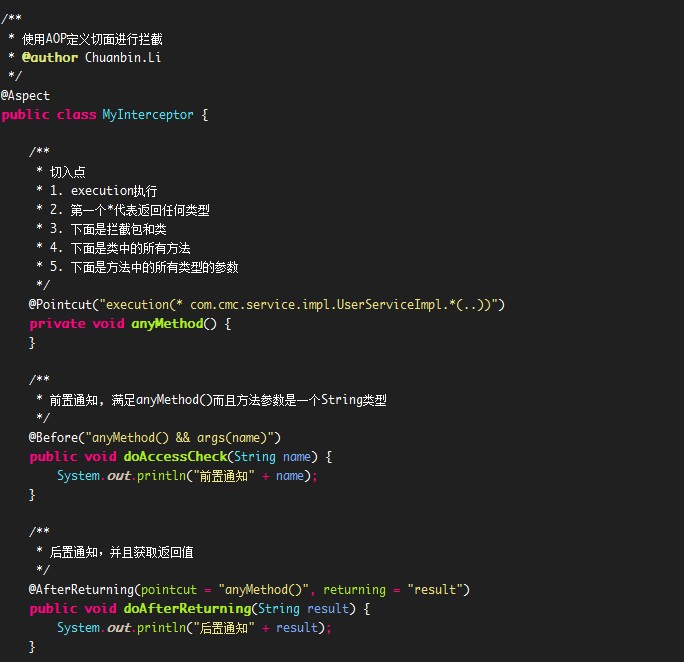 /**
 * 使用AOP定义切面进行拦截
 * @author Chuanbin.Li
 */
@Aspect
public class MyInterceptor {
    /**
     * 切入点
     * 1. execution执行
     * 2. 第一个*代表返回任何类型
     * 3. 下面是拦截包和类
     * 4. 下面是类中的所有方法
     * 5. 下面是方法中的所有类型的参数
     */
    @Pointcut("execution(* com.cmc.service.impl.UserServiceImpl.*(..))")
    private void anyMethod() {
    }
    /**
     * 前置通知, 满足anyMethod()而且方法参数是一个String类型
     */
    @Before("anyMethod() && args(name)")
    public void doAccessCheck(String name) {
        System.out.println("前置通知" + name);
    }
    /**
     * 后置通知，并且获取返回值
     */
    @AfterReturning(pointcut = "anyMethod()", returning = "result")
    public void doAfterReturning(String result) {
        System.out.println("后置通知" + result);
    }